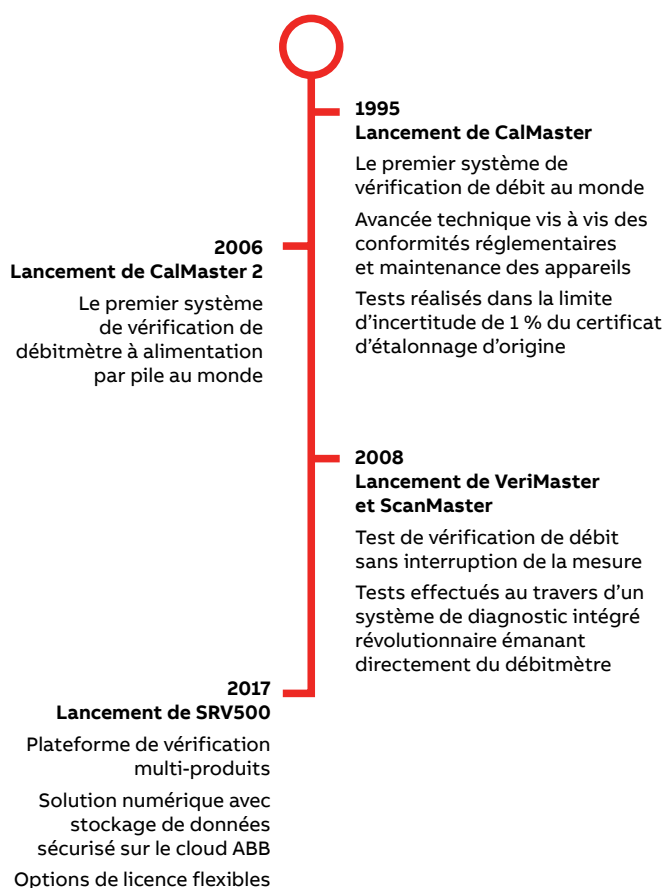 1995
Lancement de CalMaster
Le premier système de
vérification de débit au monde
Avancée technique vis à vis des
conformités réglementaires
et maintenance des appareils
Tests réalisés dans la limite
d'incertitude de 1 % du certificat
d'étalonnage d'origine
2006
Lancement de CalMaster 2
Le premier système
de vérification de
débitmètre à alimentation
par pile au monde
2008
Lancement de VeriMaster
et ScanMaster
Test de vérification de débit
sans interruption de la mesure
Tests effectués au travers d'un
système de diagnostic intégré
révolutionnaire émanant
directement du débitmètre
2017
Lancement de SRV500
Plateforme de vérification
multi-produits
Solution numérique avec
stockage de données
sécurisé sur le cloud ABB
Options de licence flexibles